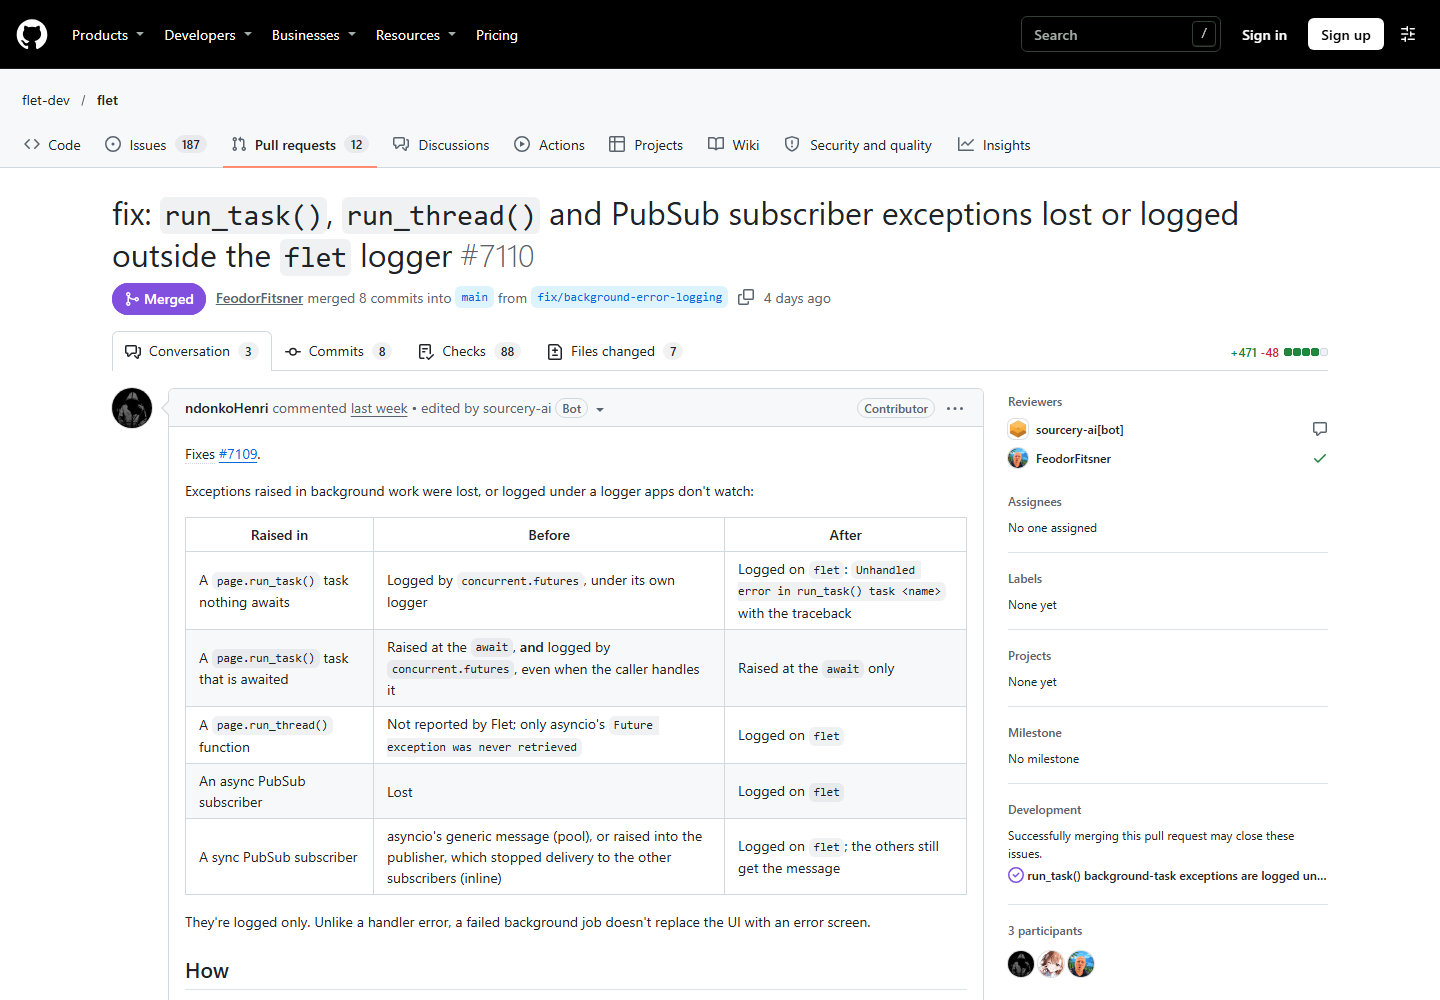 Products Developers Businesses Resources Pricing Search / Sign in Sign up
flet-dev / flet
Code Issues 187 Pull requests 12 Discussions Actions Projects Wiki Security and quality Insights
fix: run_task(), run_thread() and PubSub subscriber exceptions lost or logged
outside the flet logger #7110
Merged FeodorFitsner merged 8 commits into main from fix/background-error-logging 4 days ago
Conversation 3 Commits 8 Checks 88 Files changed 7 +471 -48
ndonkoHenri commented last week • edited by sourcery-ai Bot Contributor
Fixes #7109.
Exceptions raised in background work were lost, or logged under a logger apps don't watch:
Raised in Before After
A page.run_task() task
nothing awaits
Logged by concurrent.futures, under its own
logger
Logged on flet: Unhandled
error in run_task() task <name>
with the traceback
A page.run_task() task
that is awaited
Raised at the await, and logged by
concurrent.futures, even when the caller handles
it
Raised at the await only
A page.run_thread()
function
Not reported by Flet; only asyncio's Future
exception was never retrieved
Logged on flet
An async PubSub
subscriber
Lost
Logged on flet
A sync PubSub subscriber
asyncio's generic message (pool), or raised into the
publisher, which stopped delivery to the other
subscribers (inline)
Logged on flet; the others still
get the message
They're logged only. Unlike a handler error, a failed background job doesn't replace the UI with an error screen.
How
Reviewers
sourcery-ai[bot]
FeodorFitsner
Assignees
No one assigned
Labels
None yet
Projects
None yet
Milestone
No milestone
Development
Successfully merging this pull request may close these
issues.
run_task() background-task exceptions are logged un...
3 participants